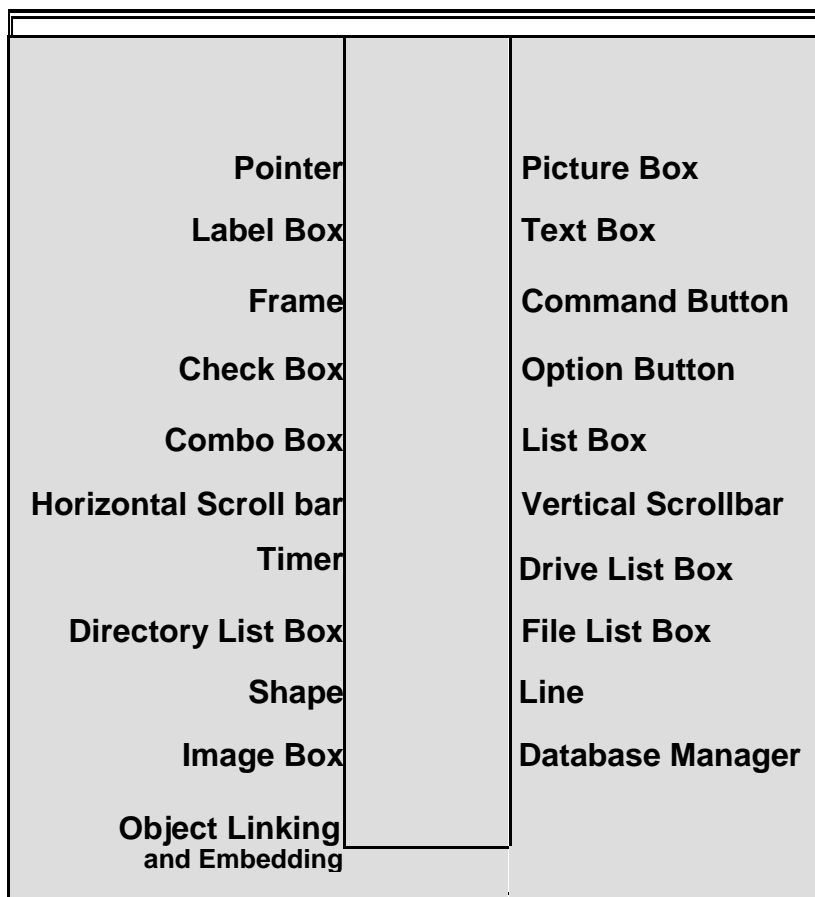 Pointer Picture Box
Label Box Text Box
Frame Command Button
Check Box Option Button
Combo Box List Box
Horizontal Scroll bar Vertical Scrollbar
Timer Drive List Box
Directory List Box File List Box
Shape Line
Image Box Database Manager
Object Linking
and Embedding